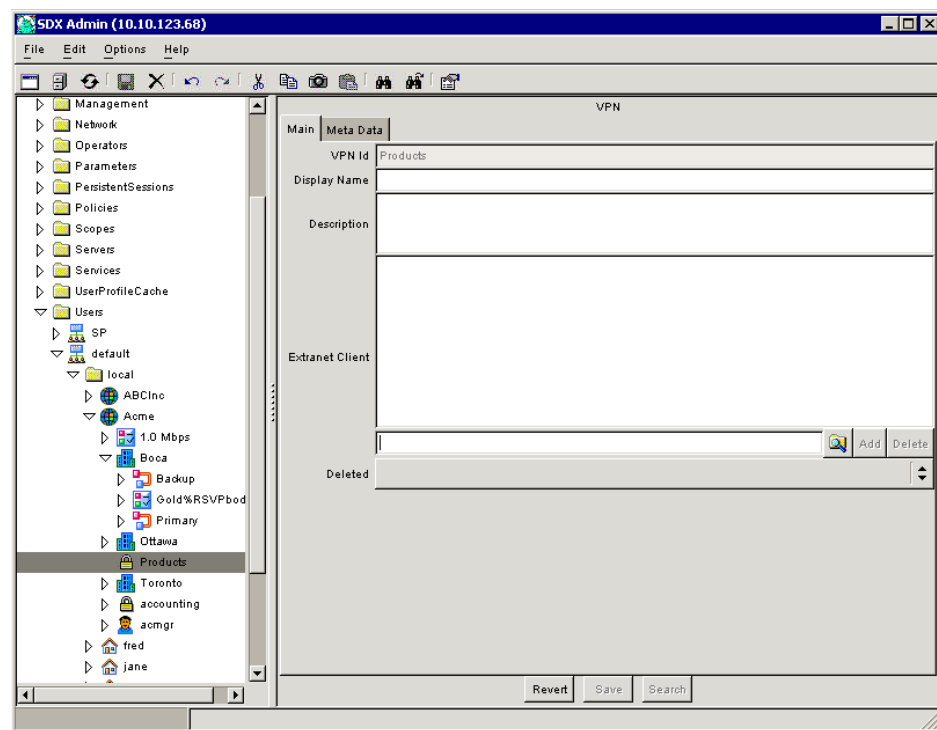 SDX Admin (10.10.123.68)
File Edit Options Help
Management
Network
Operators
Parameters
PersistentSessions
Policies
Scopes
Servers
Services
UserProfileCache
Users
SP
default
local
ABCInc
Acme
1.0 Mbps
Boca
Backup
Gold%RSVPbod
Primary
Ottawa
Products
Toronto
accounting
acmgr
fred
jane
VPN
Main Meta Data
VPN Id Products
Display Name
Description
Extranet Client
Add Delete
Deleted
Revert Save Search